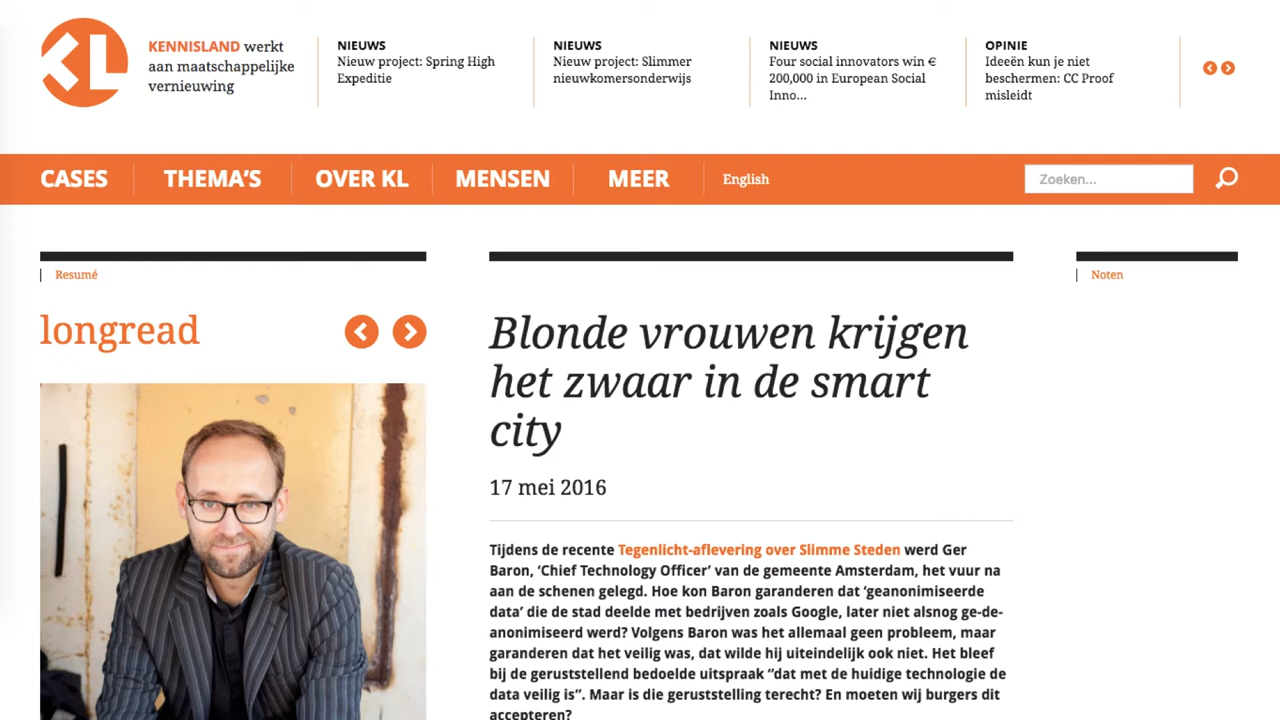 KL
KENNISLAND werkt
aan maatschappelijke
vernieuwing
NIEUWS
Nieuw project: Spring High
Expeditie
NIEUWS
Nieuw project: Slimmer
nieuwkomersonderwijs
NIEUWS
Four social innovators win €
200,000 in European Social
Inno...
OPINIE
Ideeën kun je niet
beschermen: CC Proof
misleidt
CASES THEMA'S OVER KL MENSEN MEER English Zoeken...
Resumé
longread
Blonde vrouwen krijgen
het zwaar in de smart
city
17 mei 2016
Tijdens de recente Tegenlicht-aflevering over Slimme Steden werd Ger
Baron, ‘Chief Technology Officer’ van de gemeente Amsterdam, het vuur na
aan de schenen gelegd. Hoe kon Baron garanderen dat ‘geanonimiseerde
data’ die de stad deelde met bedrijven zoals Google, later niet alsnog ge-de-
anonimiseerd werd? Volgens Baron was het allemaal geen probleem, maar
garanderen dat het veilig was, dat wilde hij uiteindelijk ook niet. Het bleef
bij de geruststellend bedoelde uitspraak “dat met de huidige technologie de
data veilig is”. Maar is die geruststelling terecht? En moeten wij burgers dit
accepteren?
Noten